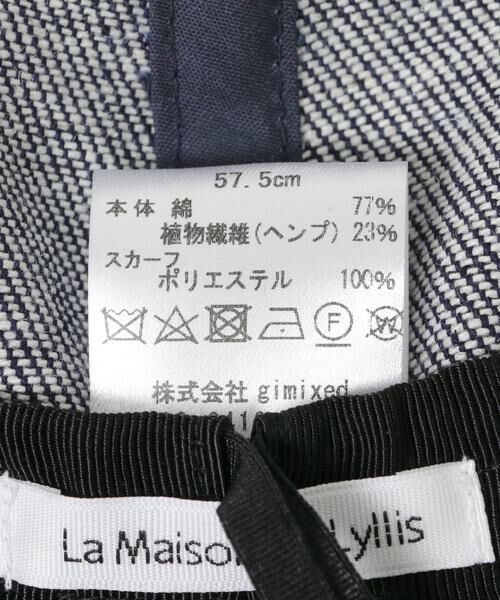 57.5cm
本体 綿 77%
植物繊維(ヘンプ) 23%
スカーフ
ポリエステル 100%
F
株式会社 gimixed
La Maison Lyllis